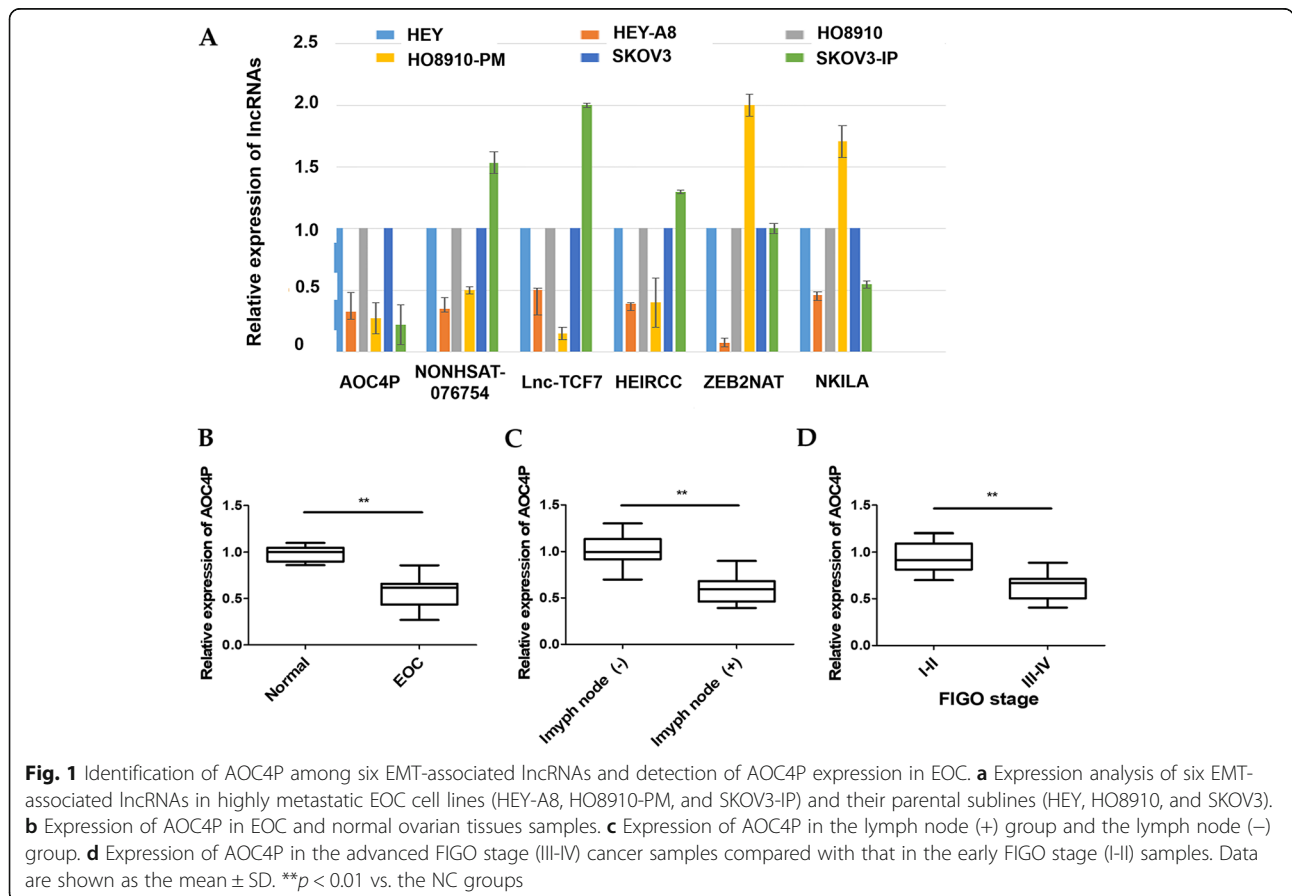 A
HEY
HEY-A8
HO8910
HO8910-PM
SKOV3
SKOV3-IP
Relative expression of lncRNAs
2.5
2.0
1.5
1.0
0.5
0
AOC4P
NONHSAT-
076754
Lnc-TCF7
HEIRCC
ZEB2NAT
NKILA
B
Relative expression of AOC4P
1.5
1.0
0.5
0.0
**
Normal
EOC
C
Relative expression of AOC4P
1.5
1.0
0.5
0.0
**
lmyph node (-)
lmyph node (+)
D
Relative expression of AOC4P
1.5
1.0
0.5
0.0
**
I-II
III-IV
FIGO stage
Fig. 1 Identification of AOC4P among six EMT-associated lncRNAs and detection of AOC4P expression in EOC. a Expression analysis of six EMT-
associated lncRNAs in highly metastatic EOC cell lines (HEY-A8, HO8910-PM, and SKOV3-IP) and their parental sublines (HEY, HO8910, and SKOV3).
b Expression of AOC4P in EOC and normal ovarian tissues samples. c Expression of AOC4P in the lymph node (+) group and the lymph node (−)
group. d Expression of AOC4P in the advanced FIGO stage (III-IV) cancer samples compared with that in the early FIGO stage (I-II) samples. Data
are shown as the mean ± SD. **p < 0.01 vs. the NC groups